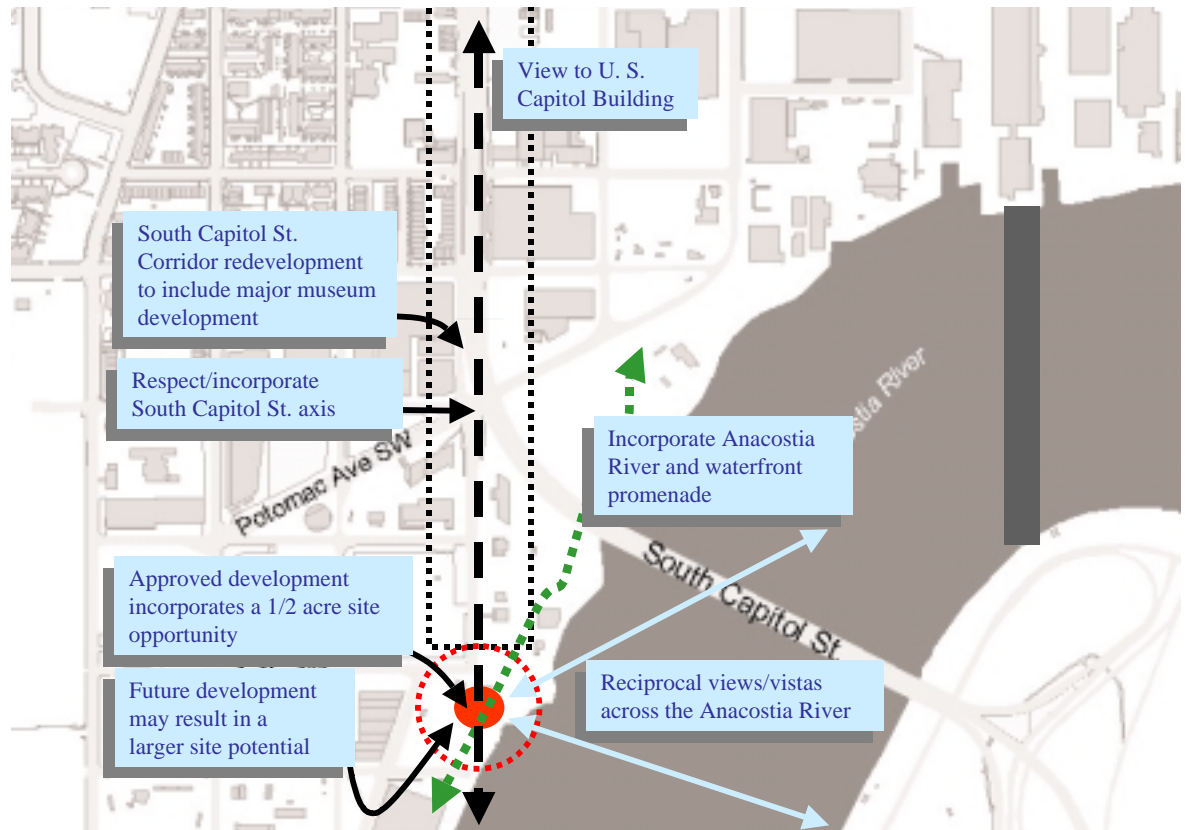 View to U. S.
Capitol Building
South Capitol St.
Corridor redevelopment
to include major museum
development
Respect/incorporate
South Capitol St. axis
Potomac Ave SW
Incorporate Anacostia
River and waterfront
promenade
River
South Capitol St.
Approved development
incorporates a 1/2 acre site
opportunity
Future development
may result in a
larger site potential
Reciprocal views/vistas
across the Anacostia River